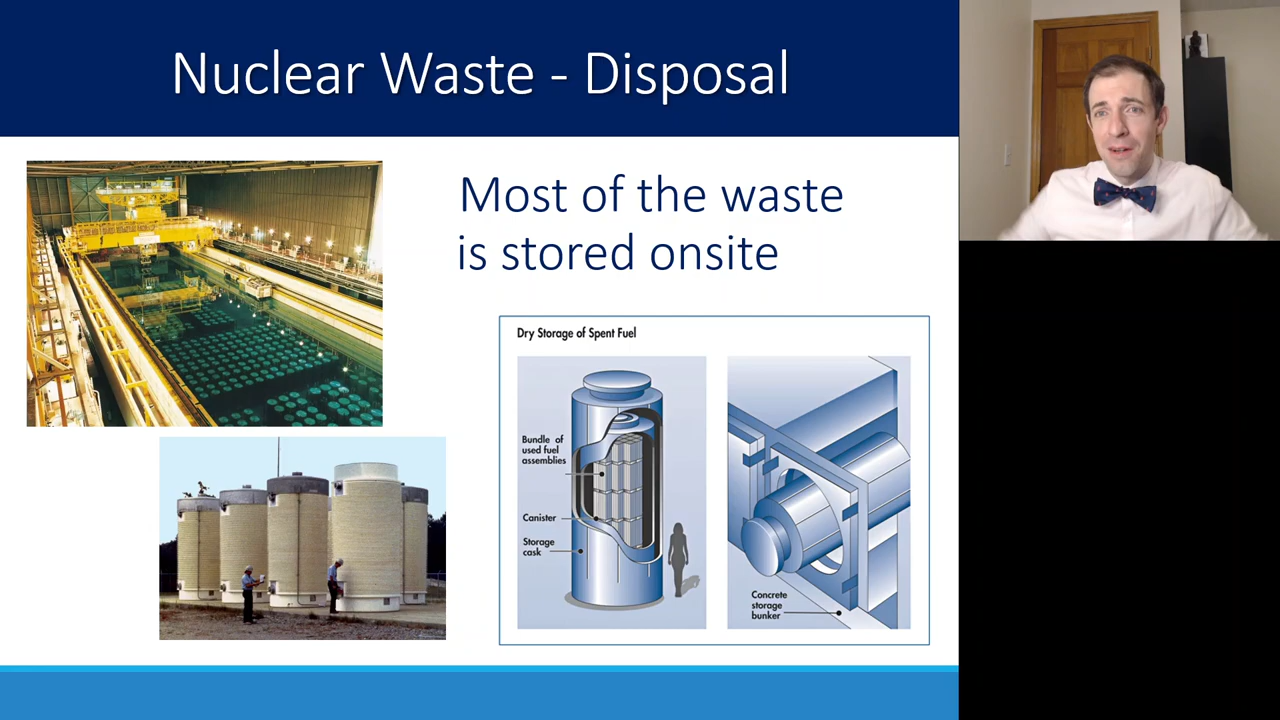 Nuclear Waste - Disposal
Most of the waste
is stored onsite
Dry Storage of Spent Fuel
Bundle of
used fuel
assemblies
Canister
Storage
cask
Concrete
storage
bunker